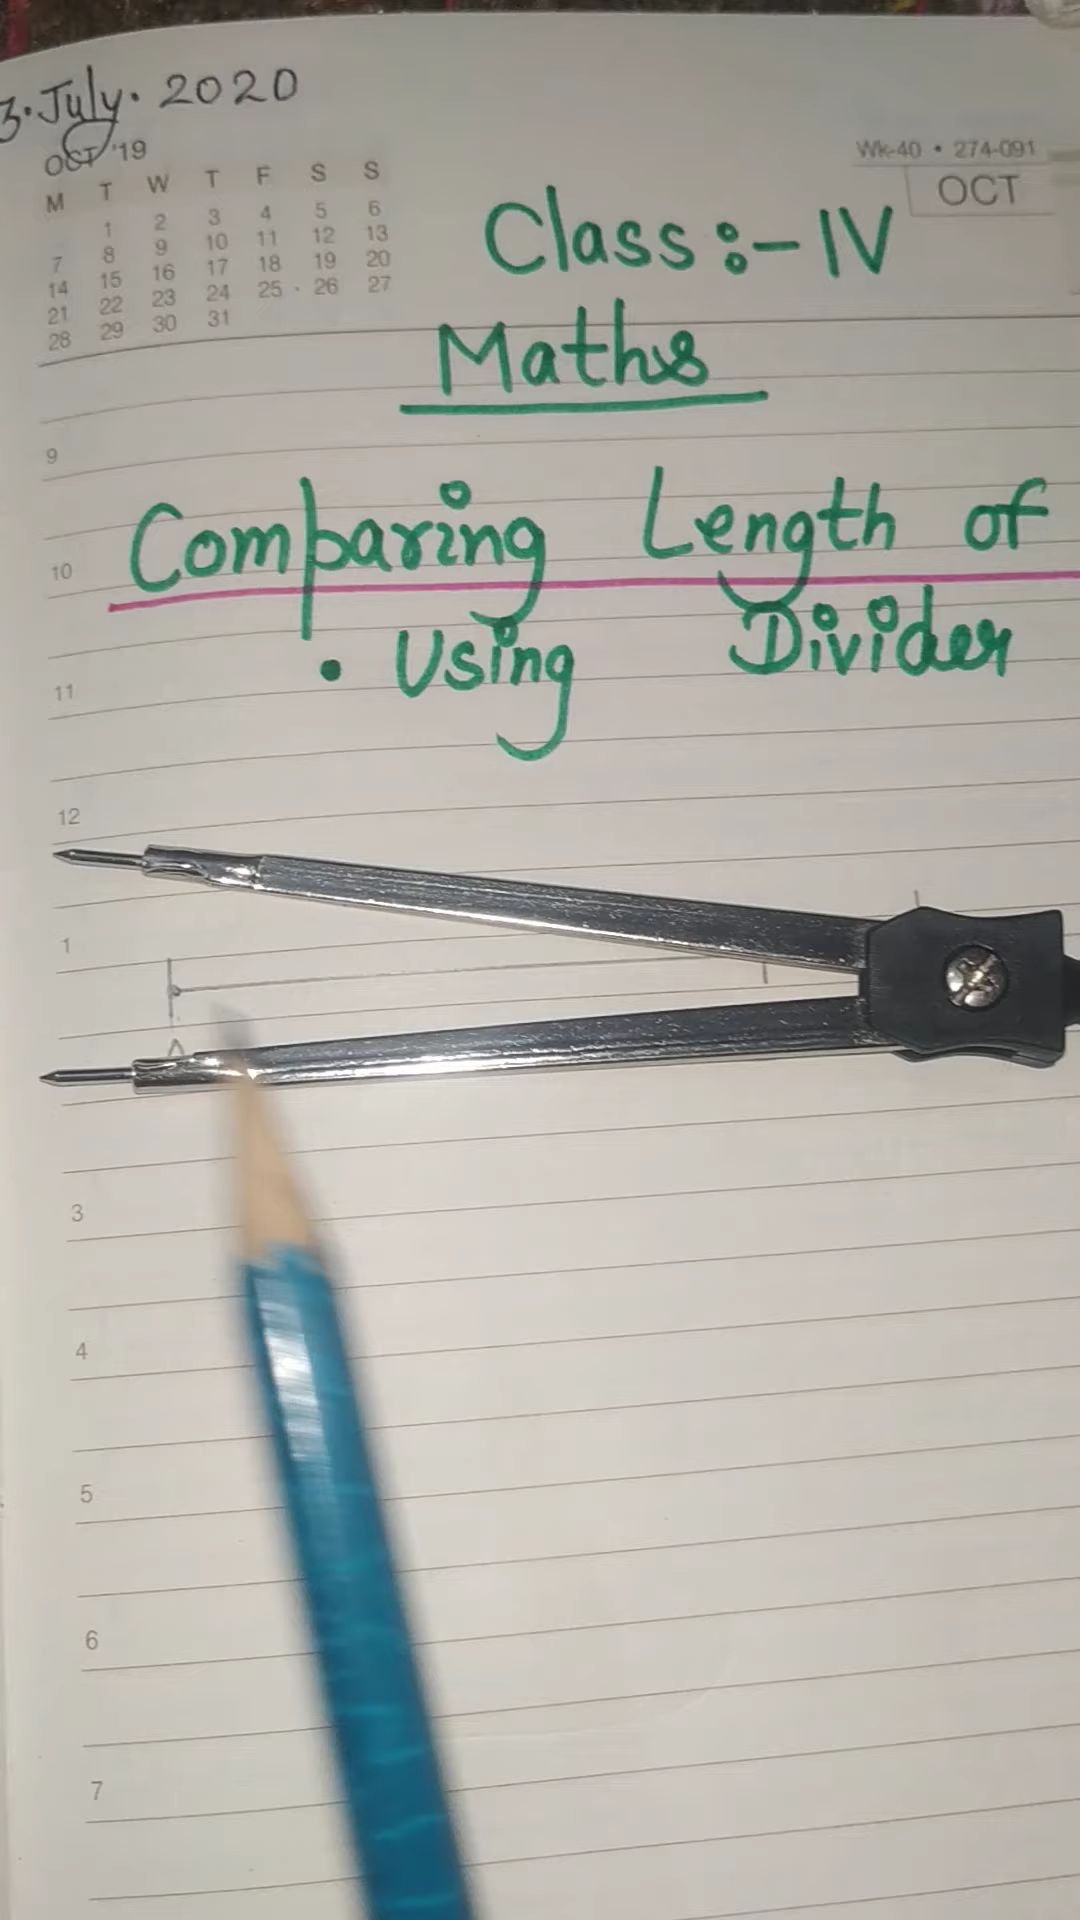 3. July. 2020
OCT '19
M T W T F S S
1 2 3 4 5 6
7 8 9 10 11 12 13
14 15 16 17 18 19 20
21 22 23 24 25 26 27
28 29 30 31
Wk-40 • 274-091
OCT
Class :- IV
Maths
9
Comparing Length of
10
• Using Divider
11
12
1
A
3
4
5
6
7